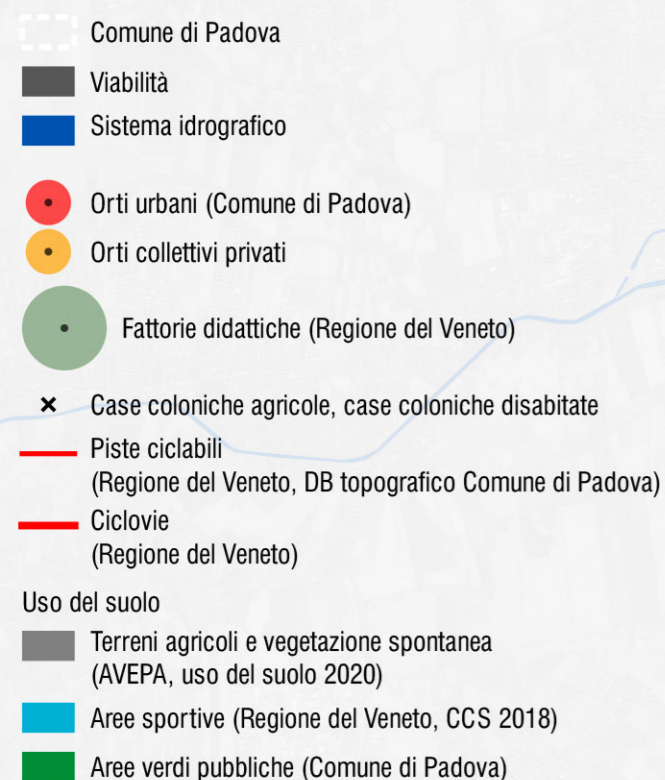 Comune di Padova
Viabilità
Sistema idrografico
Orti urbani (Comune di Padova)
Orti collettivi privati
Fattorie didattiche (Regione del Veneto)
Case coloniche agricole, case coloniche disabitate
Piste ciclabili
(Regione del Veneto, DB topografico Comune di Padova)
Ciclovie
(Regione del Veneto)
Uso del suolo
Terreni agricoli e vegetazione spontanea
(AVEPA, uso del suolo 2020)
Aree sportive (Regione del Veneto, CCS 2018)
Aree verdi pubbliche (Comune di Padova)